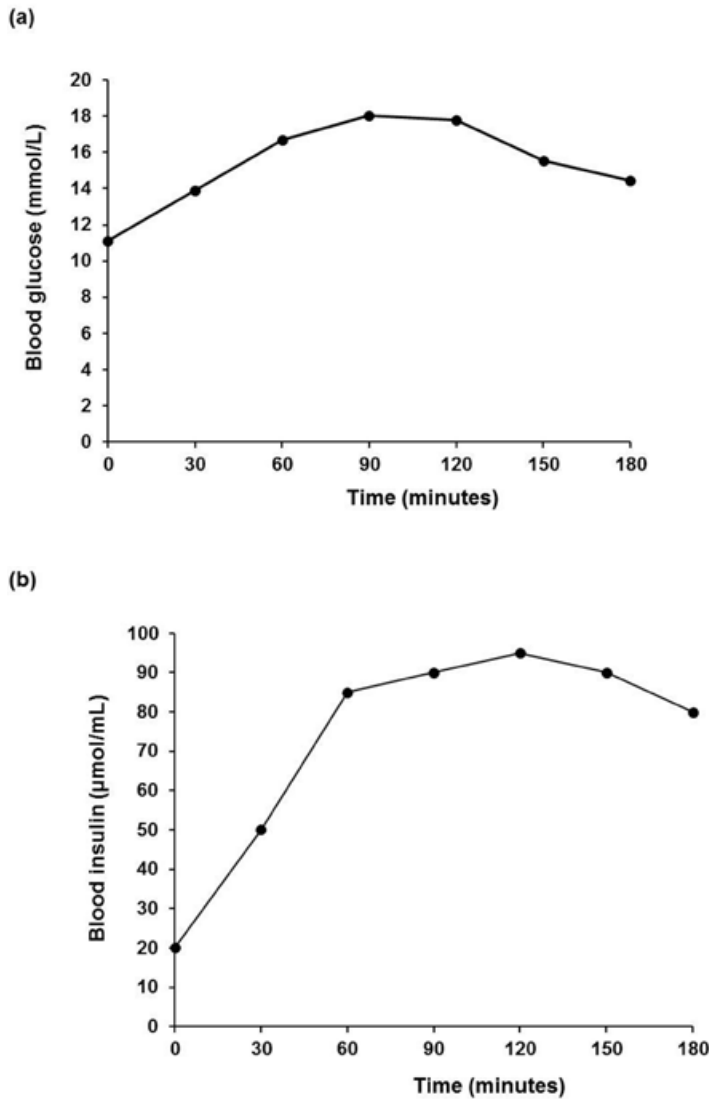 (a)
20
18
16
14
12
10
8
6
4
2
0
Blood glucose (mmol/L)
0 30 60 90 120 150 180
Time (minutes)
(b)
100
90
80
70
60
50
40
30
20
10
0
Blood insulin (μmol/mL)
0 30 60 90 120 150 180
Time (minutes)